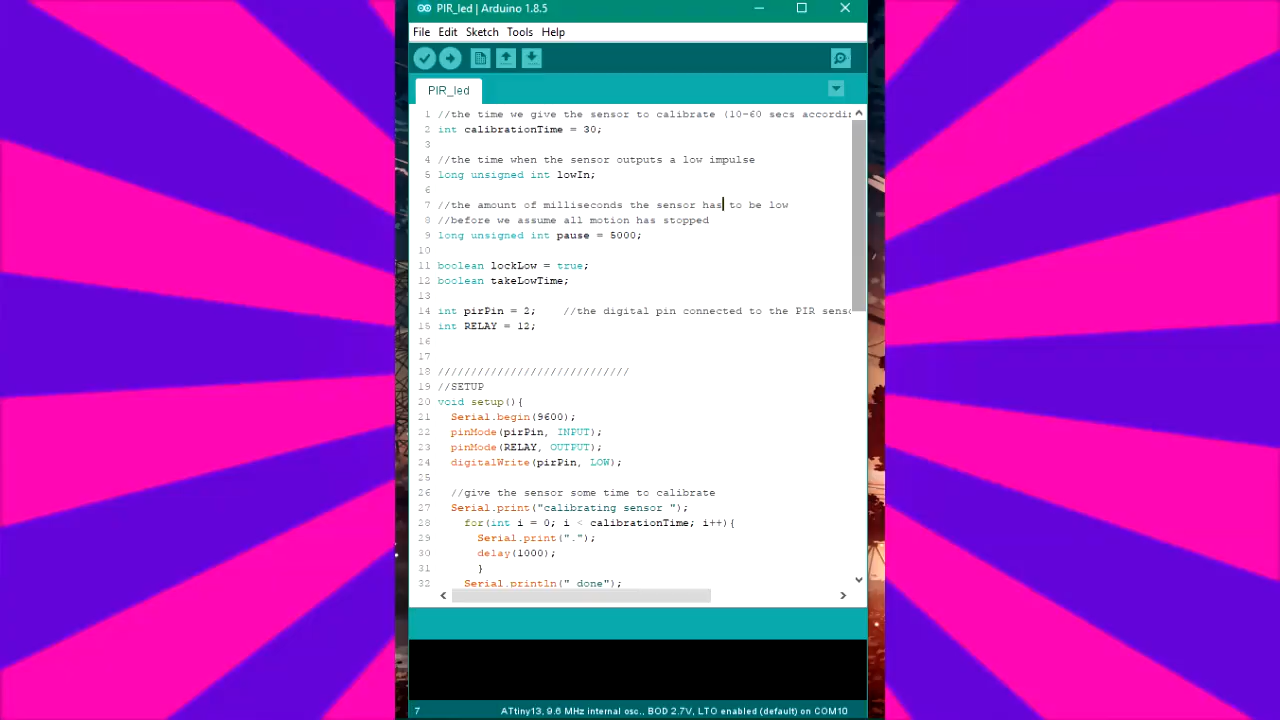 PIR_led | Arduino 1.8.5
File Edit Sketch Tools Help
PIR_led
1 //the time we give the sensor to calibrate (10-60 secs accordin
2 int calibrationTime = 30;
3
4 //the time when the sensor outputs a low impulse
5 long unsigned int lowIn;
6
7 //the amount of milliseconds the sensor has to be low
8 //before we assume all motion has stopped
9 long unsigned int pause = 5000;
10
11 boolean lockLow = true;
12 boolean takeLowTime;
13
14 int pirPin = 2;    //the digital pin connected to the PIR senso
15 int RELAY = 12;
16
17
18 /////////////////////////////
19 //SETUP
20 void setup(){
21   Serial.begin(9600);
22   pinMode(pirPin, INPUT);
23   pinMode(RELAY, OUTPUT);
24   digitalWrite(pirPin, LOW);
25
26   //give the sensor some time to calibrate
27   Serial.print("calibrating sensor ");
28     for(int i = 0; i < calibrationTime; i++){
29       Serial.print(".");
30       delay(1000);
31       }
32     Serial.println(" done");
7 ATtiny13, 9.6 MHz internal osc., BOD 2.7V, LTO enabled (default) on COM10